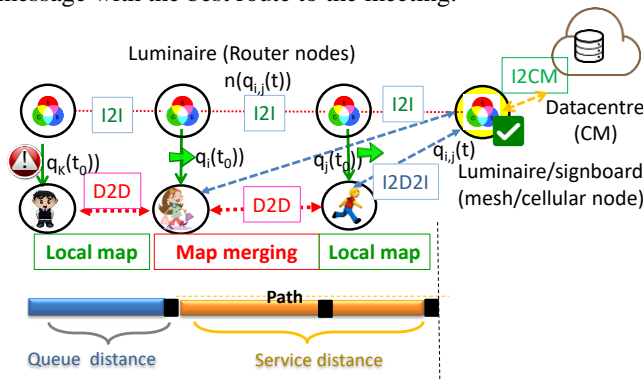 message with the best route to the meeting.
Luminaire (Router nodes)
n(q_{i,j}(t))
I2I
I2I
I2I
I2CM
Datacentre
(CM)
R
G
B
R
G
B
R
G
B
R
G
B
q_K(t_0))
q_i(t_0))
q_j(t_0))
q_{i,j}(t)
I2D2I
Luminaire/signboard
(mesh/cellular node)
D2D
D2D
Local map
Map merging
Local map
Path
Queue distance
Service distance